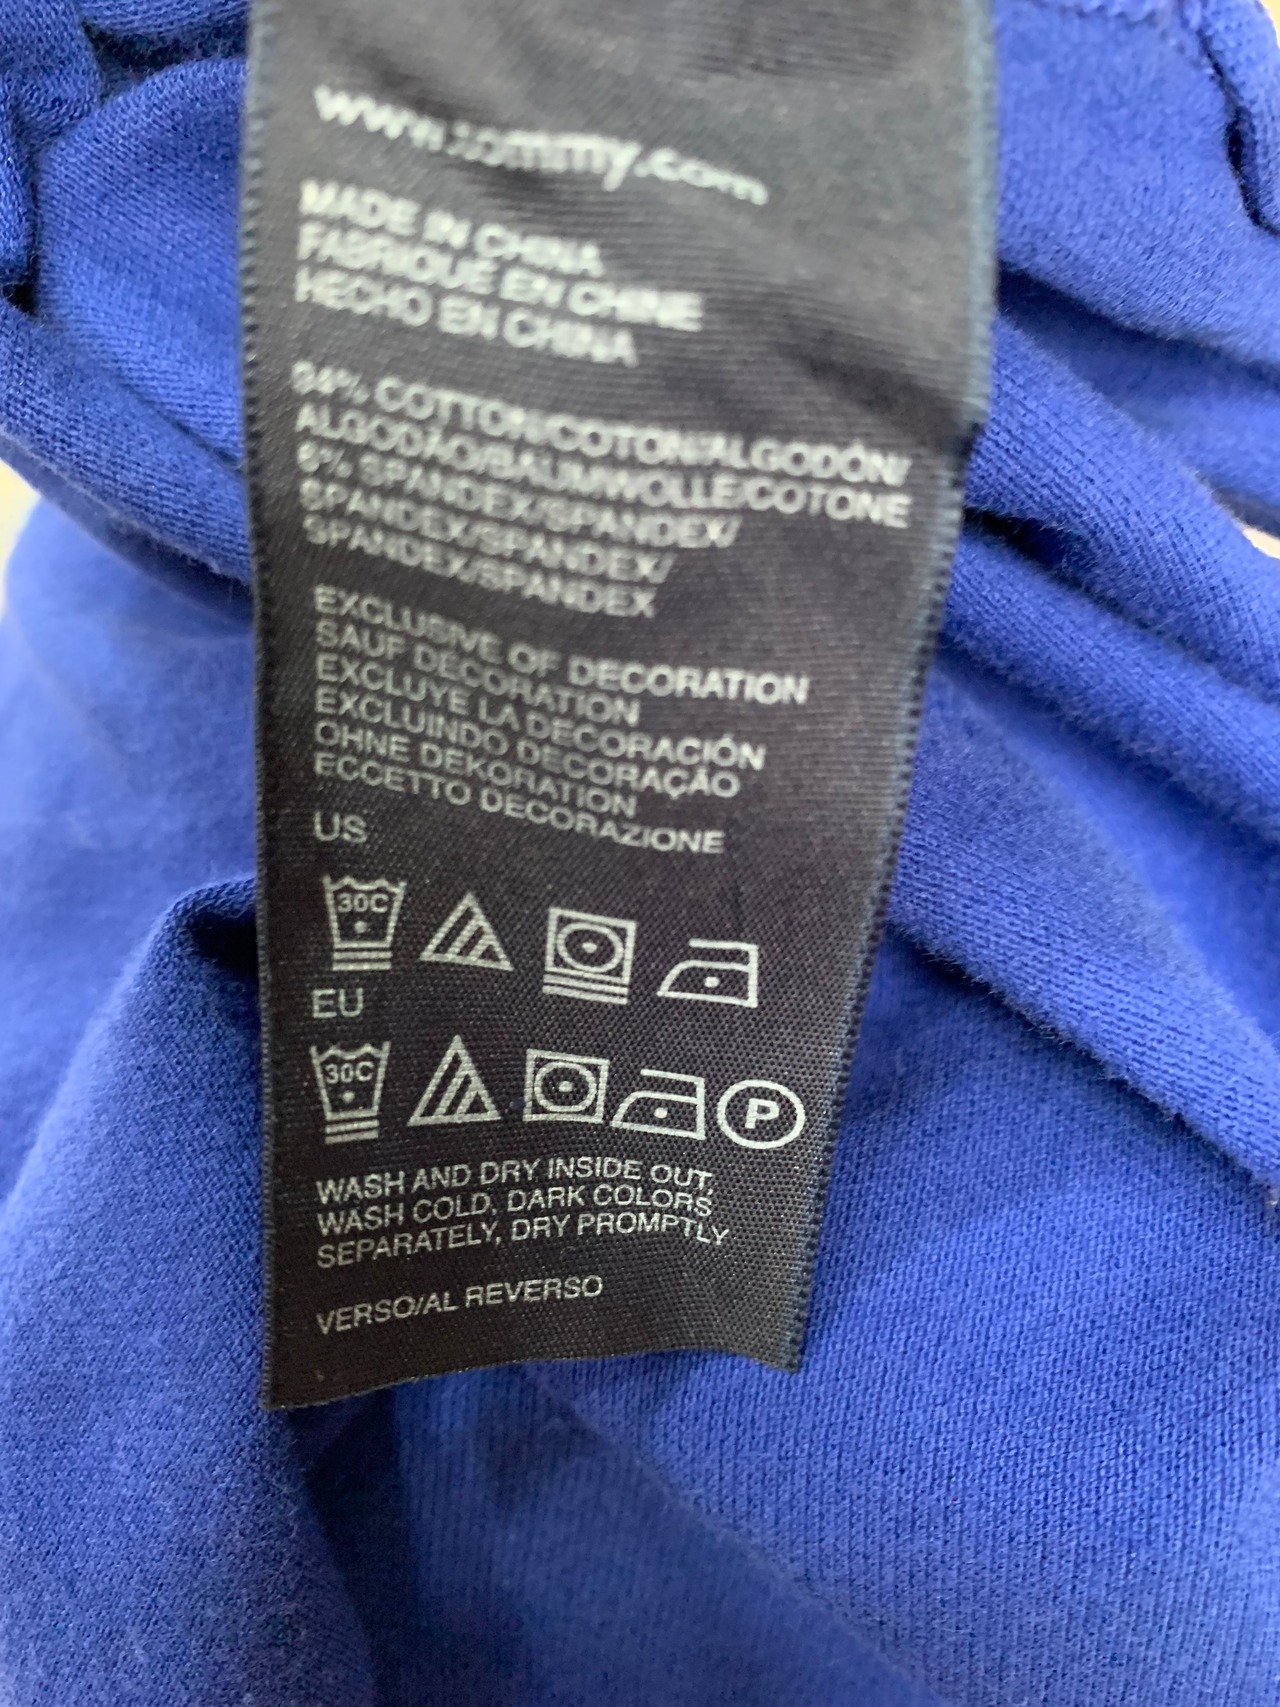 www.tommy.com
MADE IN CHINA
FABRIQUÉ EN CHINE
HECHO EN CHINA
94% COTTON/COTON/ALGODÓN/
ALGODÃO/BAUMWOLLE/COTONE
6% SPANDEX/SPANDEX/
SPANDEX/SPANDEX/
SPANDEX/SPANDEX
EXCLUSIVE OF DECORATION
SAUF DÉCORATION
EXCLUYE LA DECORACIÓN
EXCLUINDO DECORAÇÃO
OHNE DEKORATION
ECCETTO DECORAZIONE
US
30C
EU
30C P
WASH AND DRY INSIDE OUT,
WASH COLD, DARK COLORS
SEPARATELY, DRY PROMPTLY
VERSO/AL REVERSO